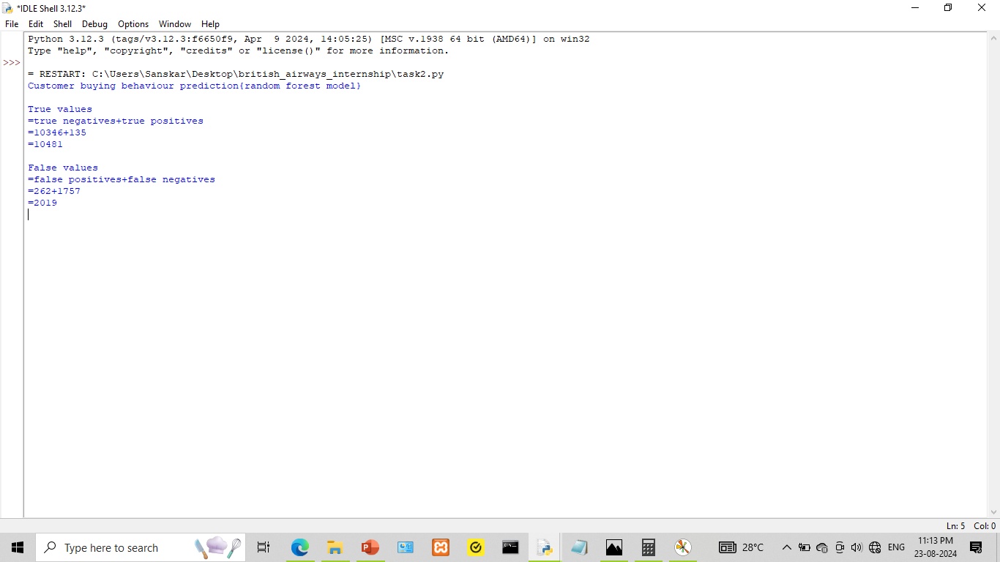 *IDLE Shell 3.12.3*
File Edit Shell Debug Options Window Help
Python 3.12.3 (tags/v3.12.3:f6650f9, Apr  9 2024, 14:05:25) [MSC v.1938 64 bit (AMD64)] on win32
Type "help", "copyright", "credits" or "license()" for more information.
>>>
= RESTART: C:\Users\Sanskar\Desktop\british_airways_internship\task2.py
Customer buying behaviour prediction{random forest model}
True values
=true negatives+true positives
=10346+135
=10481
False values
=false positives+false negatives
=262+1757
=2019
Ln: 5 Col: 0
Type here to search
28°C
ENG
11:13 PM
23-08-2024